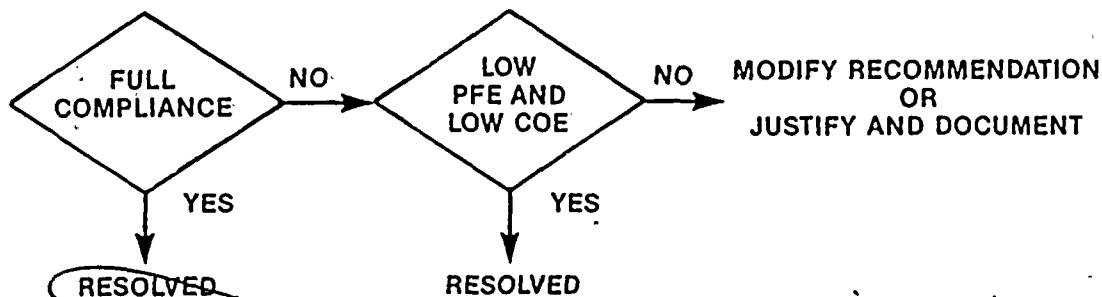 FULL
COMPLIANCE
NO
LOW
PFE AND
LOW COE
NO
MODIFY RECOMMENDATION
OR
JUSTIFY AND DOCUMENT
YES
YES
RESOLVED
RESOLVED